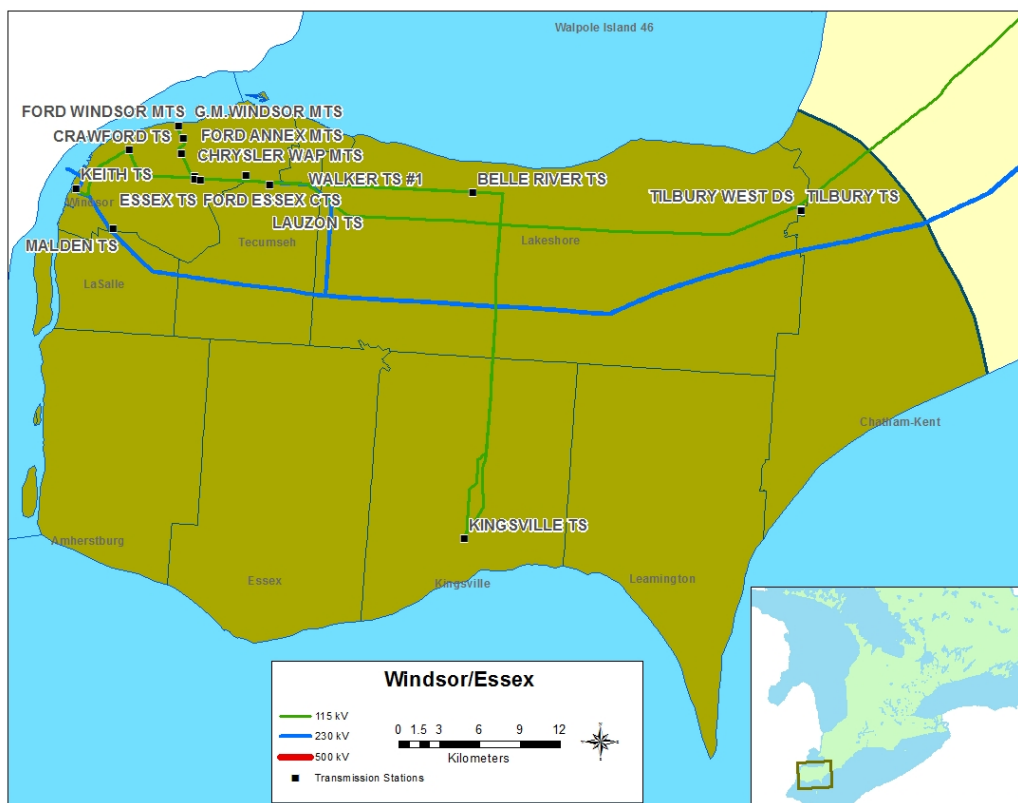 Walpole Island 46
FORD WINDSOR MTS
G.M.WINDSOR MTS
CRAWFORD TS
FORD ANNEX MTS
CHRYSLER WAP MTS
KEITH TS
WALKER TS #1
BELLE RIVER TS
TILBURY WEST DS
TILBURY TS
Windsor
ESSEX TS
FORD ESSEX CTS
LAUZON TS
MALDEN TS
Tecumseh
Lakeshore
LaSalle
Chatham-Kent
KINGSVILLE TS
Amherstburg
Essex
Kingsville
Leamington
Windsor/Essex
115 kV
230 kV
500 kV
Transmission Stations
0 1.5 3 6 9 12
Kilometers